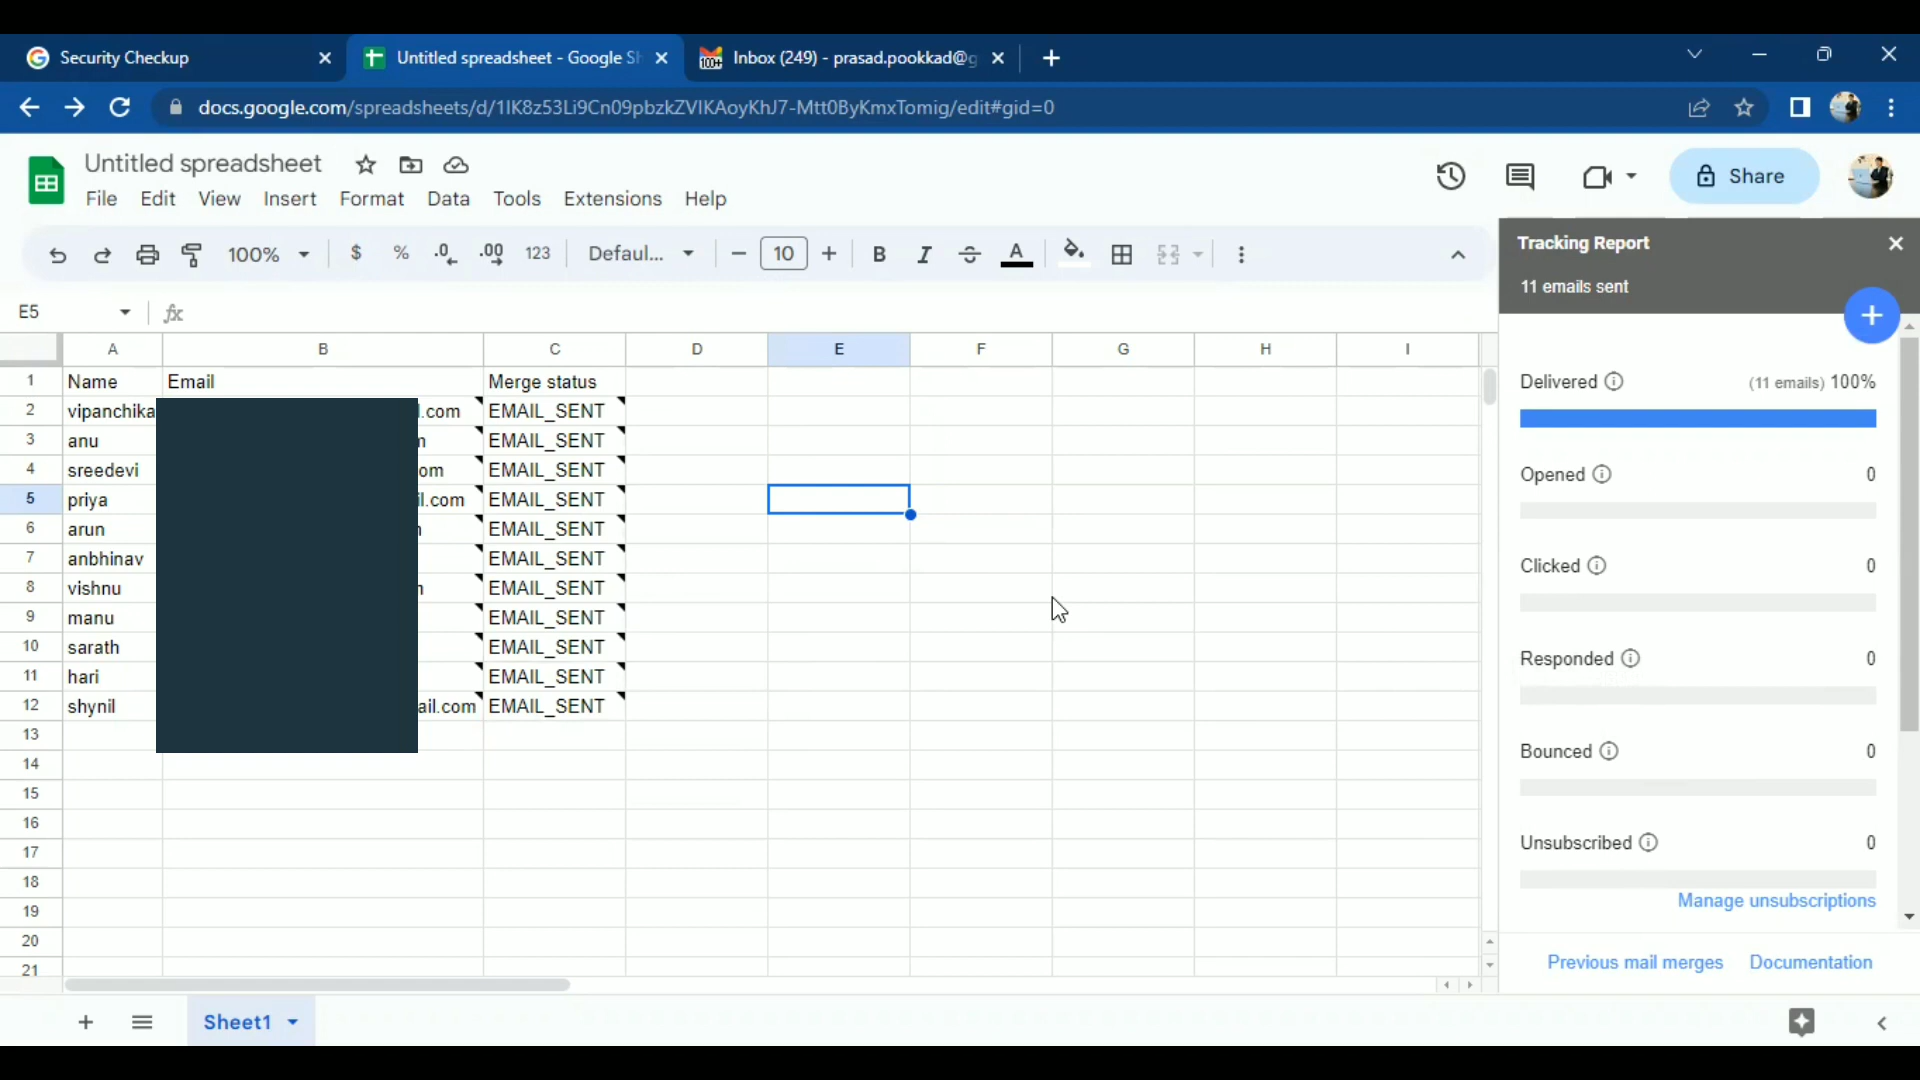 Security Checkup
Untitled spreadsheet - Google Sh
Inbox (249) - prasad.pookkad@g
docs.google.com/spreadsheets/d/1IK8z53Li9Cn09pbzkZVIKAoyKhJ7-Mtt0ByKmxTomig/edit#gid=0
Untitled spreadsheet
File Edit View Insert Format Data Tools Extensions Help
Share
100% $ % .0 .00 123 Defaul... 10 B I A
E5 fx
A B C D E F G H I
1 Name Email Merge status
2 vipanchika l.com EMAIL_SENT
3 anu EMAIL_SENT
4 sreedevi om EMAIL_SENT
5 priya il.com EMAIL_SENT
6 arun EMAIL_SENT
7 anbhinav EMAIL_SENT
8 vishnu EMAIL_SENT
9 manu EMAIL_SENT
10 sarath EMAIL_SENT
11 hari EMAIL_SENT
12 shynil ail.com EMAIL_SENT
13
14
15
16
17
18
19
20
21
Sheet1
Tracking Report
11 emails sent
Delivered (11 emails) 100%
Opened 0
Clicked 0
Responded 0
Bounced 0
Unsubscribed 0
Manage unsubscriptions
Previous mail merges Documentation